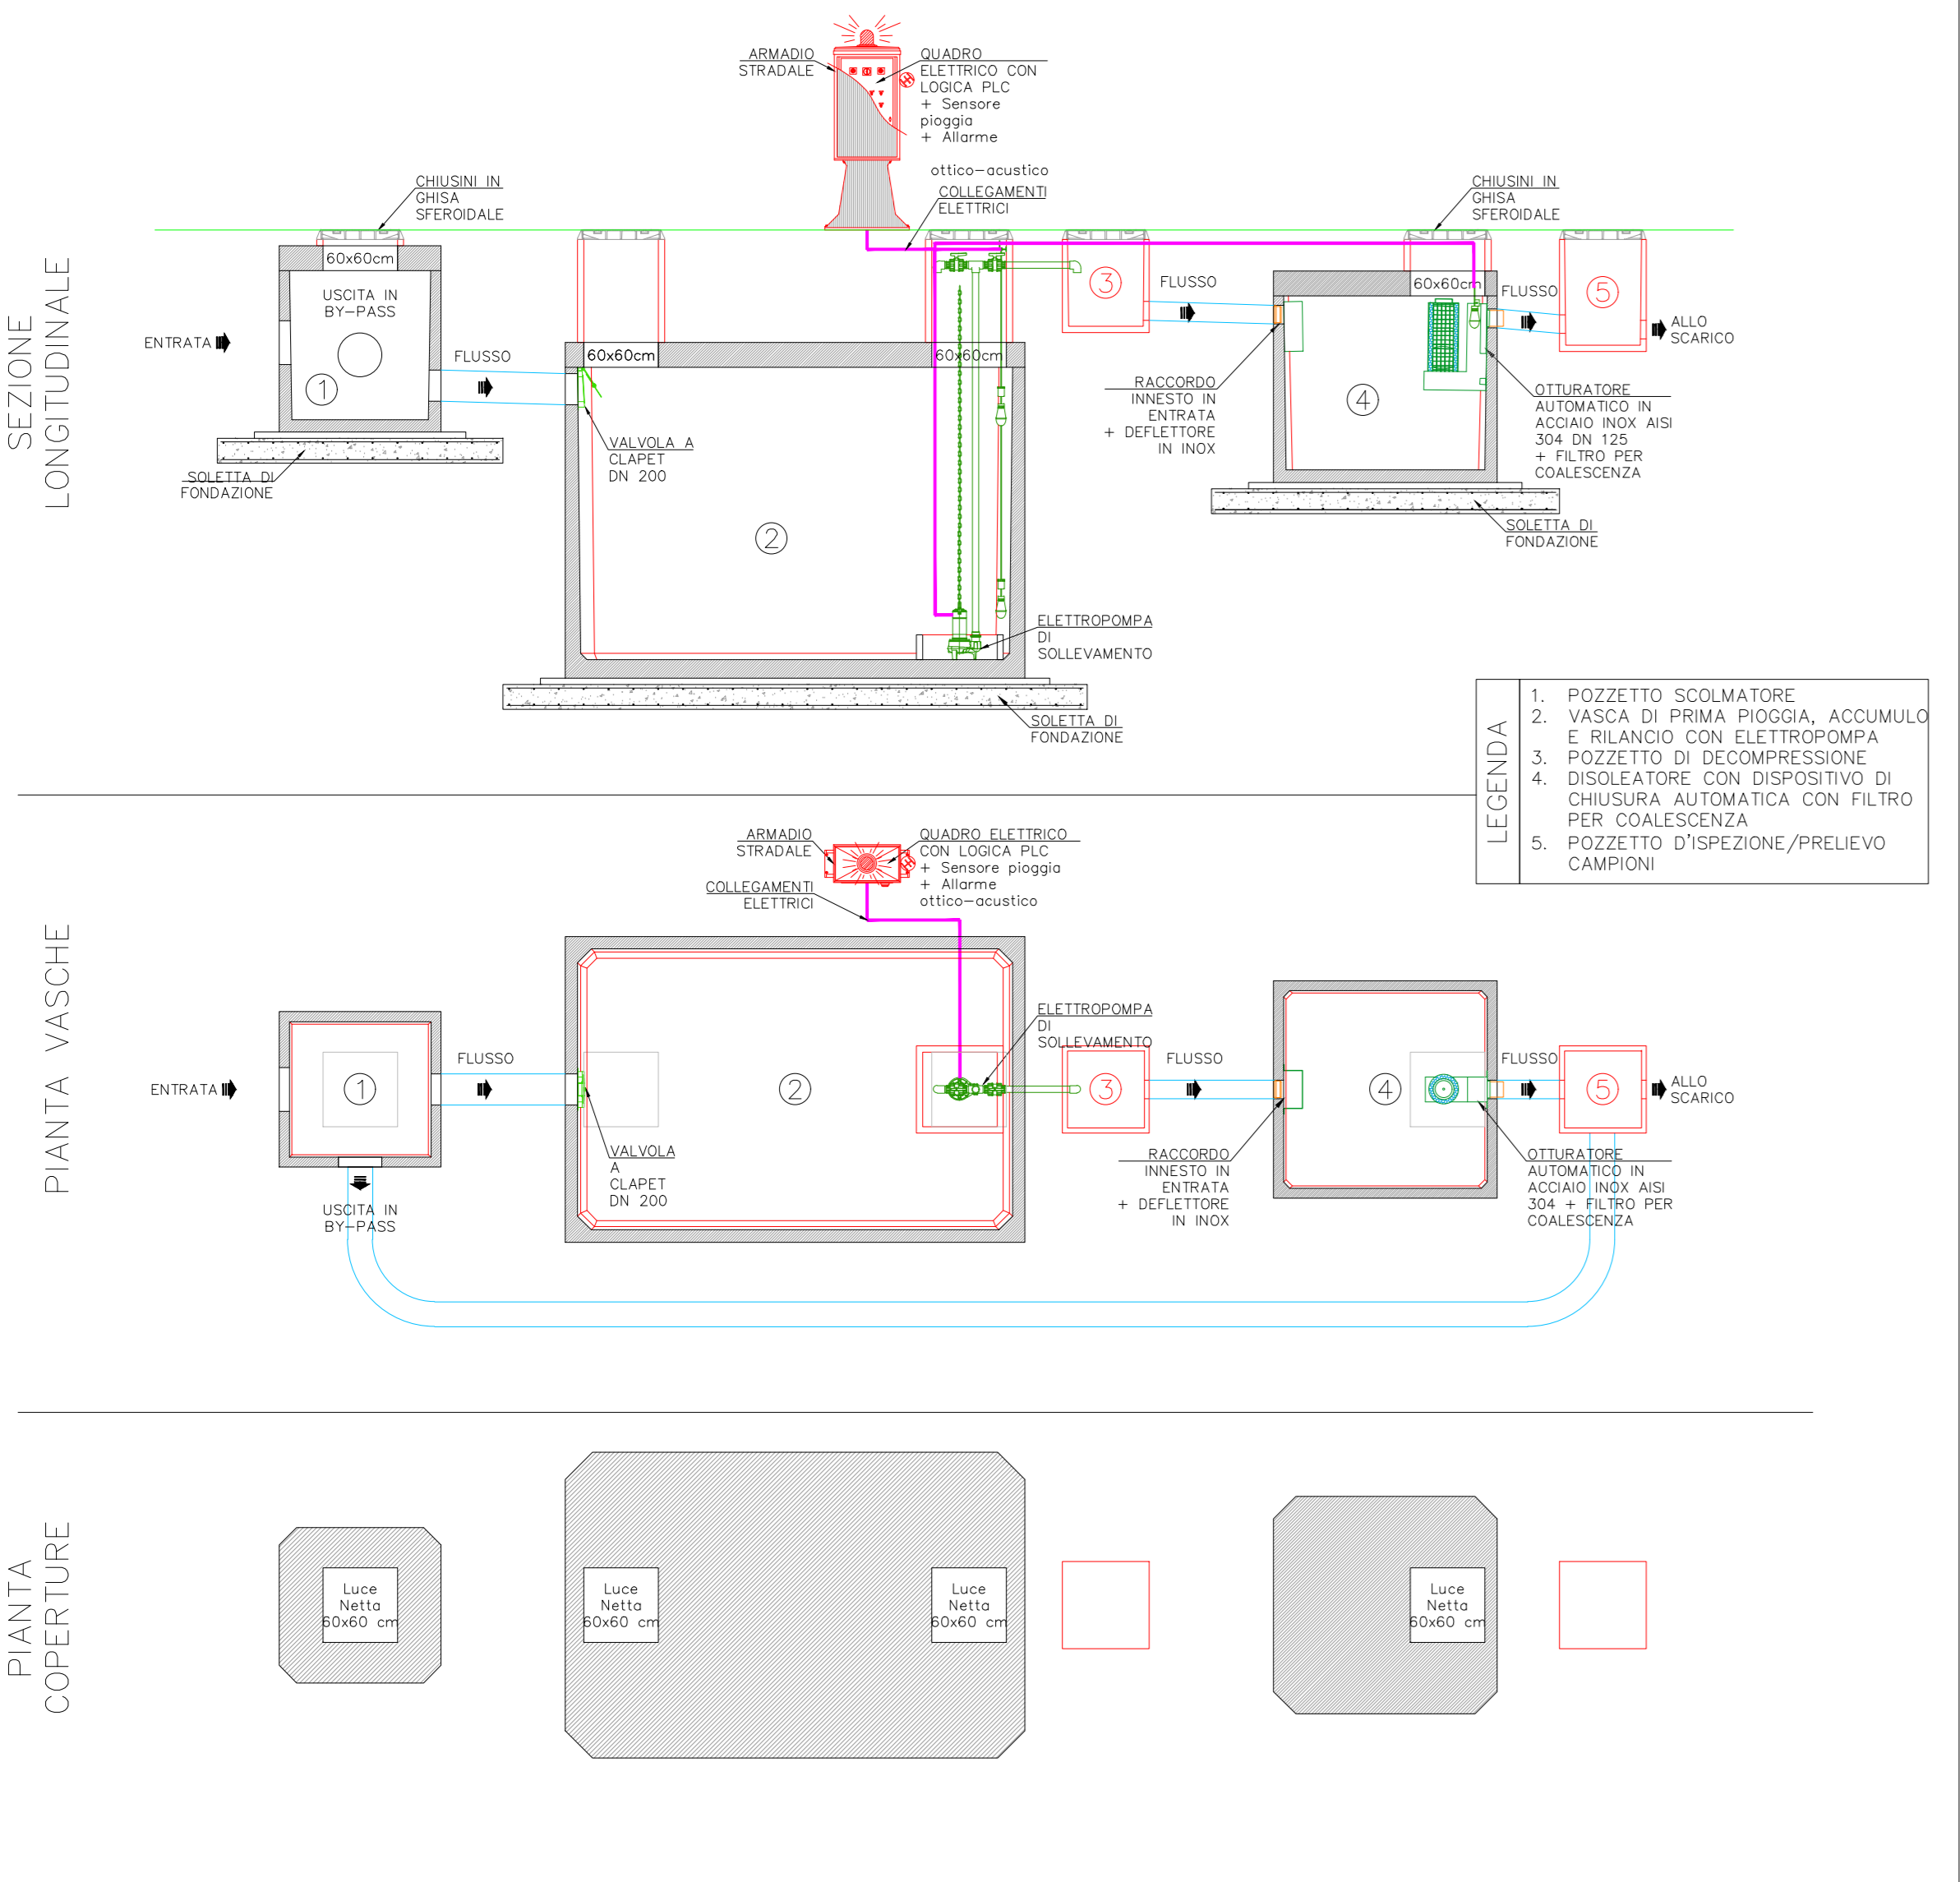 SEZIONE
LONGITUDINALE
ARMADIO
STRADALE
QUADRO
ELETTRICO CON
LOGICA PLC
+ Sensore
pioggia
+ Allarme
ottico-acustico
COLLEGAMENTI
ELETTRICI
CHIUSINI IN
GHISA
SFEROIDALE
CHIUSINI IN
GHISA
SFEROIDALE
60x60cm
USCITA IN
BY-PASS
ENTRATA
1
FLUSSO
SOLETTA DI
FONDAZIONE
60x60cm
60x60cm
VALVOLA A
CLAPET
DN 200
2
ELETTROPOMPA
DI
SOLLEVAMENTO
SOLETTA DI
FONDAZIONE
3
FLUSSO
RACCORDO
INNESTO IN
ENTRATA
+ DEFLETTORE
IN INOX
60x60cm
4
FLUSSO
5
ALLO
SCARICO
OTTURATORE
AUTOMATICO IN
ACCIAIO INOX AISI
304 DN 125
+ FILTRO PER
COALESCENZA
SOLETTA DI
FONDAZIONE
LEGENDA
1. POZZETTO SCOLMATORE
2. VASCA DI PRIMA PIOGGIA, ACCUMULO
E RILANCIO CON ELETTROPOMPA
3. POZZETTO DI DECOMPRESSIONE
4. DISOLEATORE CON DISPOSITIVO DI
CHIUSURA AUTOMATICA CON FILTRO
PER COALESCENZA
5. POZZETTO D'ISPEZIONE/PRELIEVO
CAMPIONI
PIANTA VASCHE
ARMADIO
STRADALE
QUADRO ELETTRICO
CON LOGICA PLC
+ Sensore pioggia
+ Allarme
ottico-acustico
COLLEGAMENTI
ELETTRICI
ENTRATA
1
FLUSSO
USCITA IN
BY-PASS
VALVOLA
A
CLAPET
DN 200
2
ELETTROPOMPA
DI
SOLLEVAMENTO
3
FLUSSO
RACCORDO
INNESTO IN
ENTRATA
+ DEFLETTORE
IN INOX
4
FLUSSO
5
ALLO
SCARICO
OTTURATORE
AUTOMATICO IN
ACCIAIO INOX AISI
304 + FILTRO PER
COALESCENZA
PIANTA
COPERTURE
Luce
Netta
60x60 cm
Luce
Netta
60x60 cm
Luce
Netta
60x60 cm
Luce
Netta
60x60 cm